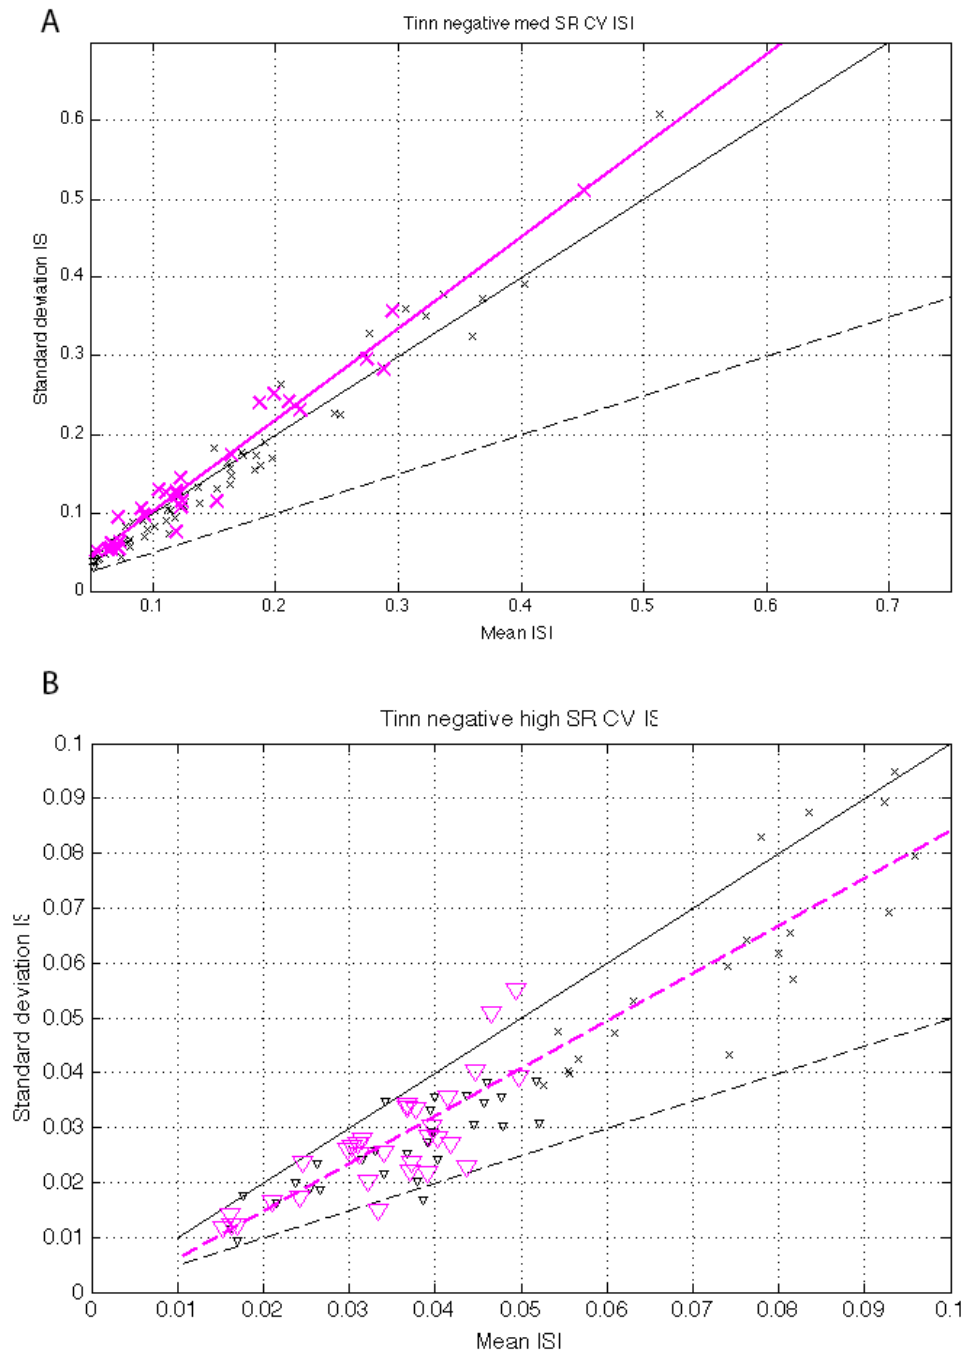 A
Tinn negative med SR CV ISI
0.6
0.5
0.4
0.3
0.2
0.1
0
Standard deviation IS
0.1 0.2 0.3 0.4 0.5 0.6 0.7
Mean ISI
B
Tinn negative high SR CV IS
0.1
0.09
0.08
0.07
0.06
0.05
0.04
0.03
0.02
0.01
0
Standard deviation IS
0 0.01 0.02 0.03 0.04 0.05 0.06 0.07 0.08 0.09 0.1
Mean ISI